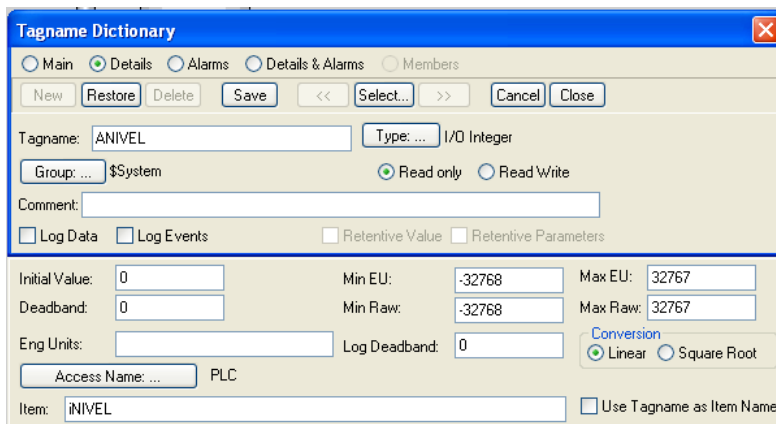 Tagname Dictionary
Main Details Alarms Details & Alarms Members
New Restore Delete Save << Select... >> Cancel Close
Tagname: ANIVEL Type: ... I/O Integer
Group: ... $System Read only Read Write
Comment:
Log Data Log Events Retentive Value Retentive Parameters
Initial Value: 0 Min EU: -32768 Max EU: 32767
Deadband: 0 Min Raw: -32768 Max Raw: 32767
Eng Units: Log Deadband: 0 Conversion
Linear Square Root
Access Name: ... PLC
Item: iNIVEL Use Tagname as Item Name